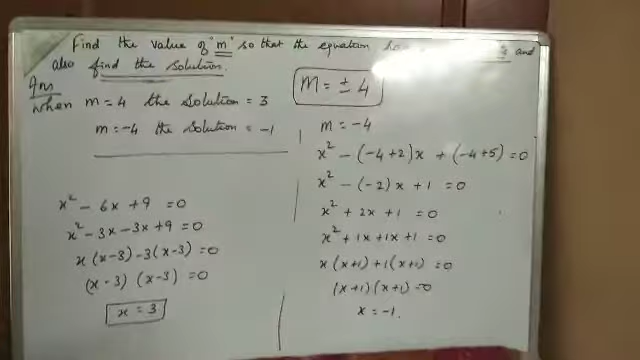 Find the value of "m" so that the equation and
also find the solution.
Ans
when m = 4 the solution = 3
m = -4 the solution = -1
x² - 6x + 9 = 0
x² - 3x - 3x + 9 = 0
x (x-3) - 3 (x-3) = 0
(x - 3) (x - 3) = 0
x = 3
m = ± 4
m = -4
x² - (-4+2)x + (-4+5) = 0
x² - (-2)x + 1 = 0
x² + 2x + 1 = 0
x² + 1x + 1x + 1 = 0
x (x+1) + 1 (x+1) = 0
(x+1) (x+1) = 0
x = -1.